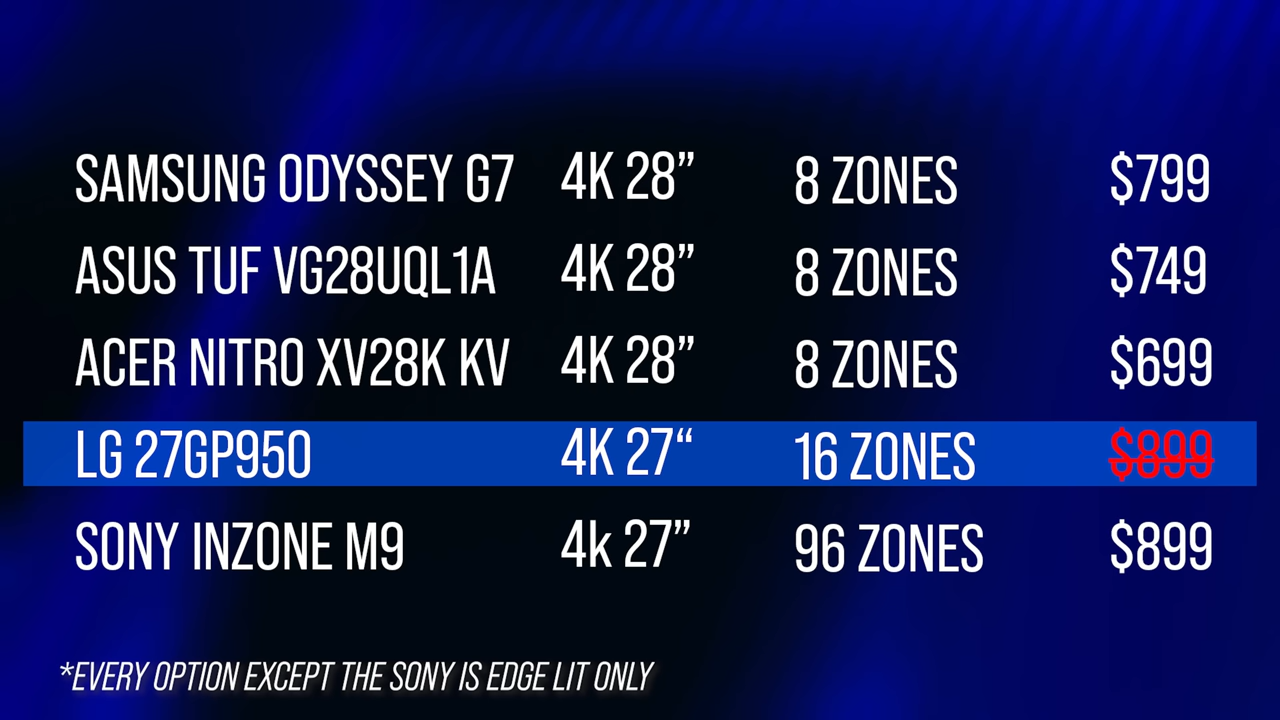 SAMSUNG ODYSSEY G7 4K 28” 8 ZONES $799
ASUS TUF VG28UQL1A 4K 28” 8 ZONES $749
ACER NITRO XV28K KV 4K 28” 8 ZONES $699
LG 27GP950 4K 27“ 16 ZONES $899
SONY INZONE M9 4k 27” 96 ZONES $899
*EVERY OPTION EXCEPT THE SONY IS EDGE LIT ONLY